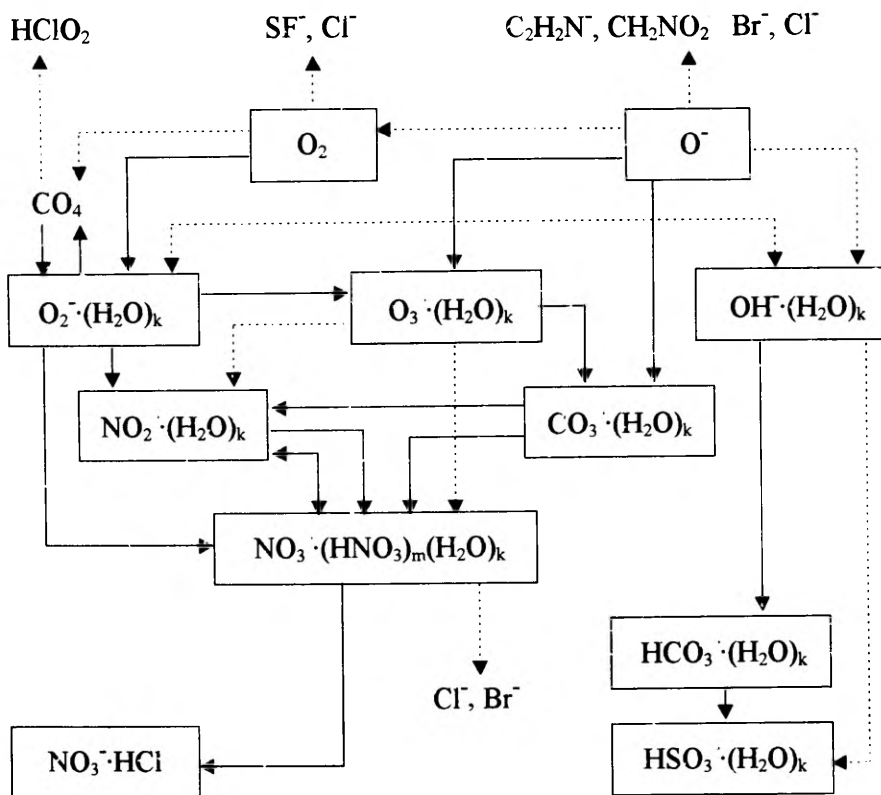 HClO₂ SF⁻, Cl⁻ C₂H₂N⁻, CH₂NO₂ Br⁻, Cl⁻
O₂ O⁻
CO₄
O₂⁻·(H₂O)ₖ O₃·(H₂O)ₖ OH⁻·(H₂O)ₖ
NO₂·(H₂O)ₖ CO₃·(H₂O)ₖ
NO₃·(HNO₃)ₘ(H₂O)ₖ
HCO₃·(H₂O)ₖ
Cl⁻, Br⁻
NO₃⁻·HCl HSO₃·(H₂O)ₖ